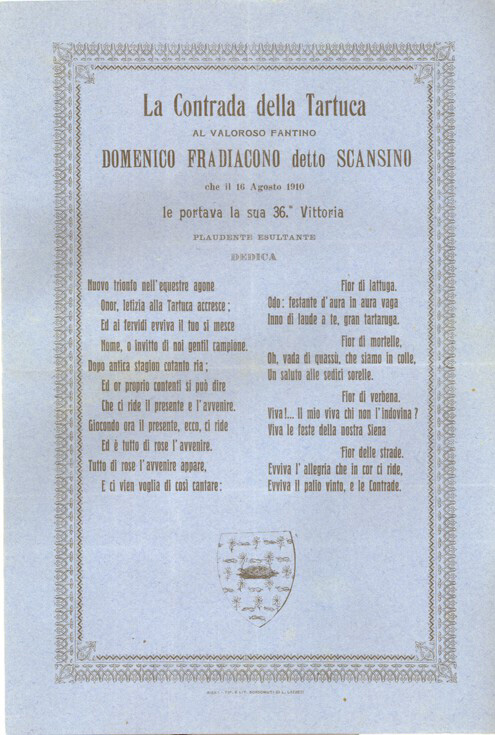 La Contrada della Tartuca
AL VALOROSO FANTINO
DOMENICO FRADIACONO detto SCANSINO
che il 16 Agosto 1910
le portava la sua 36.ª Vittoria
PLAUDENTE ESULTANTE
DEDICA
Nuovo trionfo nell'equestre agone
Onor, letizia alla Tartuca accresce;
Ed ai fervidi evviva il tuo si mesce
Nome, o invitto di noi gentil campione.
Dopo antica stagion cotanto ria;
Ed or proprio contenti si può dire
Che ci ride il presente e l'avvenire.
Giocondo ora il presente, ecco, ci ride
Ed è tutto di rose l'avvenire.
Tutto di rose l'avvenire appare,
E ci vien voglia di così cantare:
Fior di lattuga.
Odo: festante d'aura in aura vaga
Inno di laude a te, gran tartaruga.
Fior di mortelle,
Oh, vada di quassù, che siamo in colle,
Un saluto alle sedici sorelle.
Fior di verbena.
Viva!... Il mio viva chi non l'indovina?
Viva le feste della nostra Siena
Fior delle strade.
Evviva l'allegria che in cor ci ride,
Evviva il palio vinto, e le Contrade.